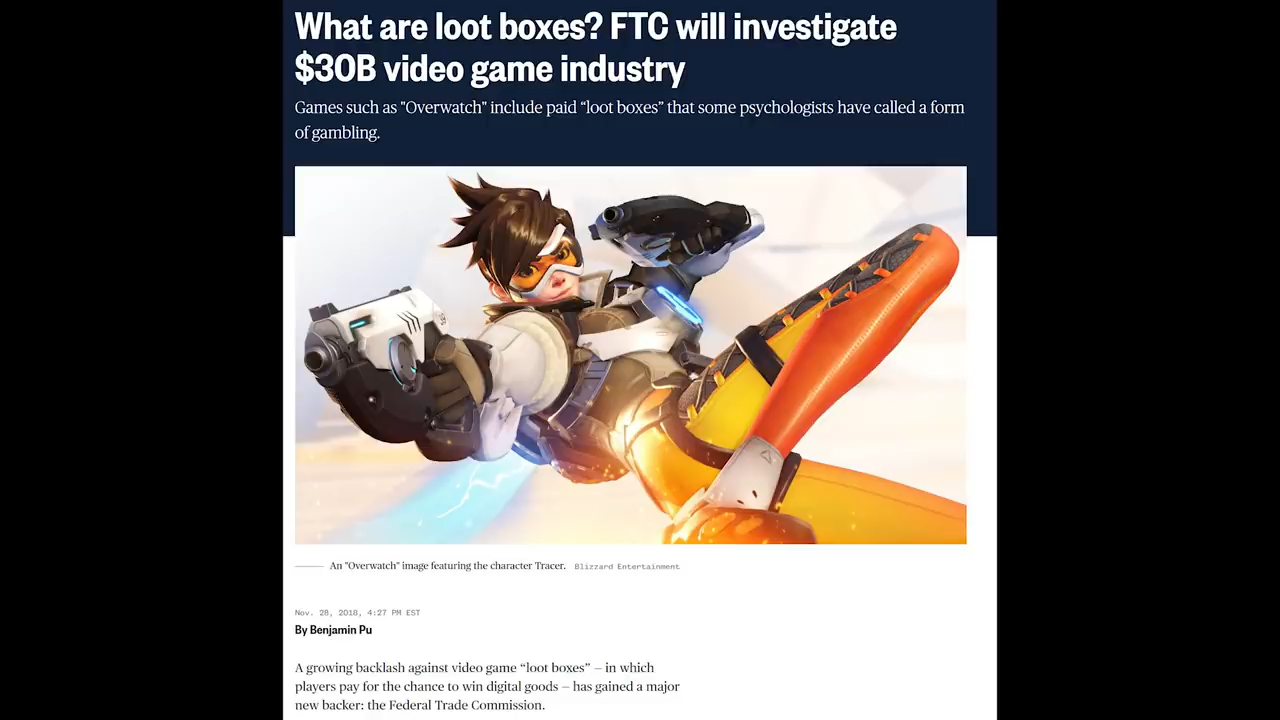 What are loot boxes? FTC will investigate
$30B video game industry
Games such as "Overwatch" include paid “loot boxes” that some psychologists have called a form
of gambling.
An "Overwatch" image featuring the character Tracer. Blizzard Entertainment
Nov. 28, 2018, 4:27 PM EST
By Benjamin Pu
A growing backlash against video game “loot boxes” — in which
players pay for the chance to win digital goods — has gained a major
new backer: the Federal Trade Commission.